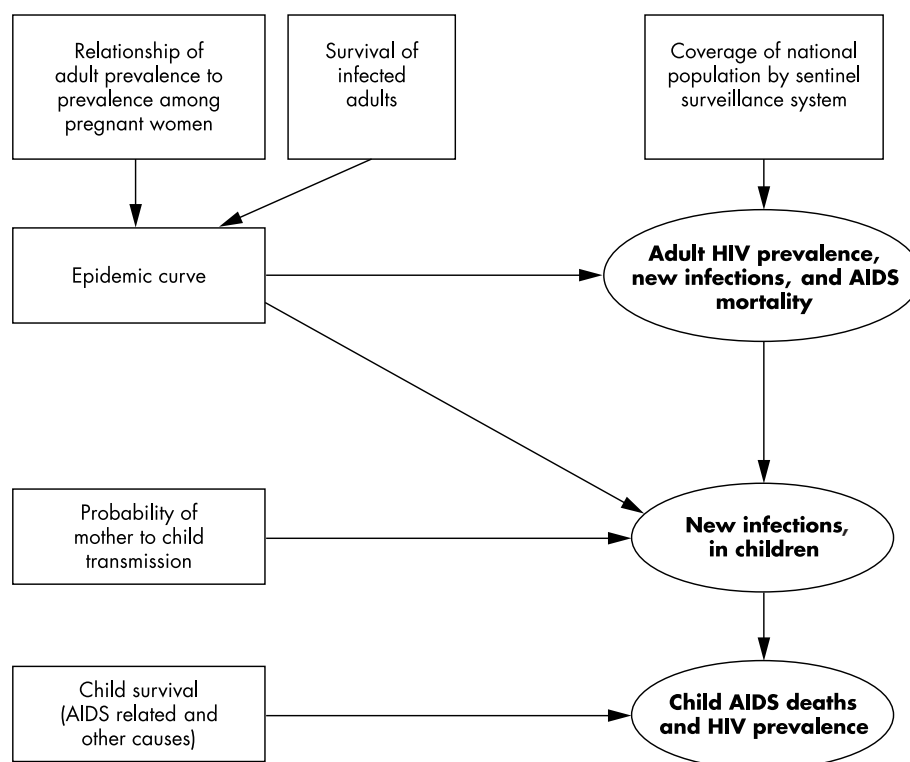 Relationship of
adult prevalence to
prevalence among
pregnant women
Survival of
infected
adults
Coverage of national
population by sentinel
surveillance system
Epidemic curve
Adult HIV prevalence,
new infections, and AIDS
mortality
Probability of
mother to child
transmission
New infections,
in children
Child survival
(AIDS related and
other causes)
Child AIDS deaths
and HIV prevalence